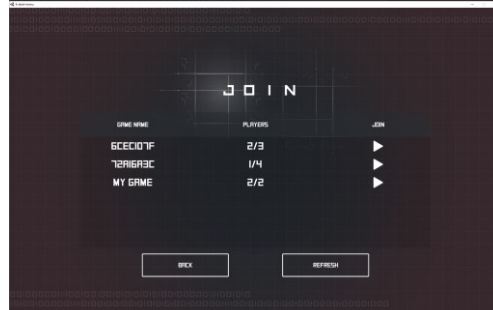 JOIN
GAME NAME PLAYERS JOIN
6CEC107F 2/3
72A16A3C 1/4
MY GAME 2/2
BACK REFRESH